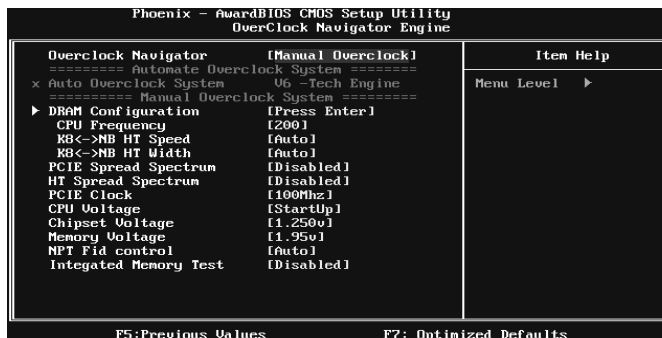 Phoenix - AwardBIOS CMOS Setup Utility
OverClock Navigator Engine
Overclock Navigator [Manual Overclock]
========= Automate Overclock System ========
x Auto Overclock System V6 -Tech Engine
========== Manual Overclock System =========
▶ DRAM Configuration [Press Enter]
CPU Frequency [200]
K8<->NB HT Speed [Auto]
K8<->NB HT Width [Auto]
PCIE Spread Spectrum [Disabled]
HT Spread Spectrum [Disabled]
PCIE Clock [100Mhz]
CPU Voltage [StartUp]
Chipset Voltage [1.250v]
Memory Voltage [1.95v]
NPT Fid control [Auto]
Integated Memory Test [Disabled]
Item Help
Menu Level ▶
F5:Previous Values F7: Optimized Defaults